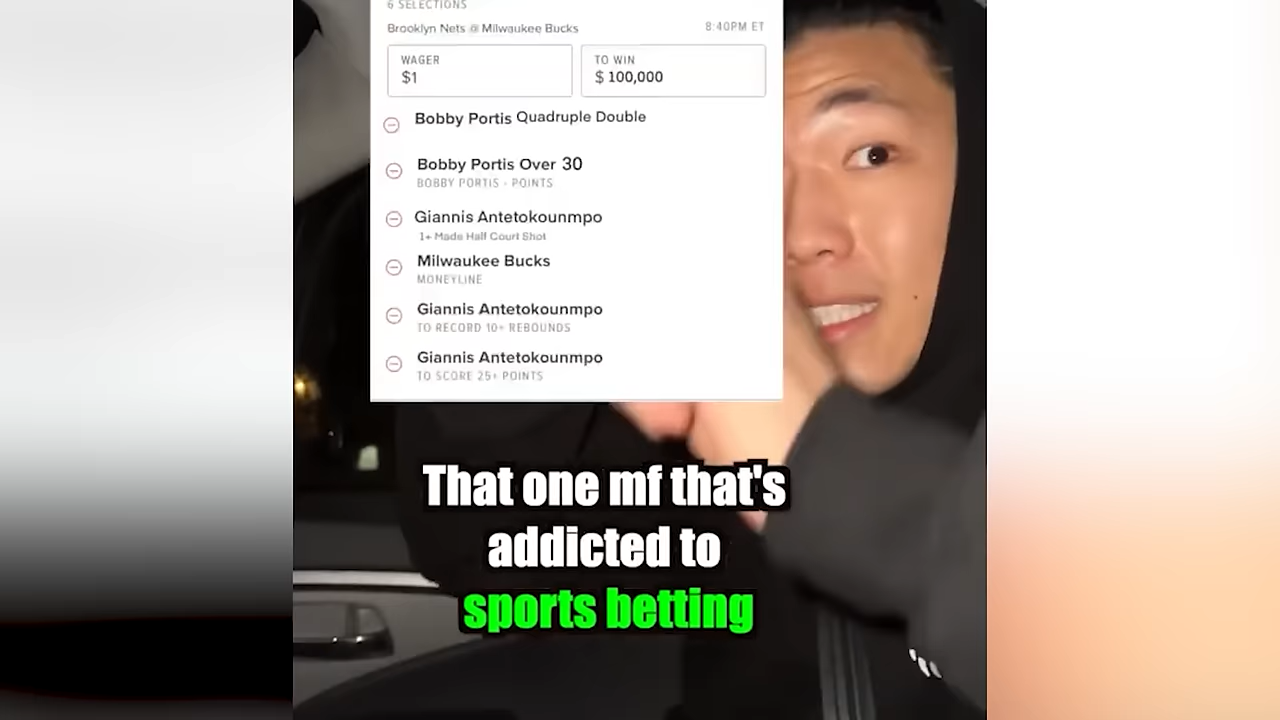 6 SELECTIONS
Brooklyn Nets @ Milwaukee Bucks 8:40PM ET
WAGER
$1
TO WIN
$ 100,000
Bobby Portis Quadruple Double
Bobby Portis Over 30
BOBBY PORTIS - POINTS
Giannis Antetokounmpo
1+ Made Half Court Shot
Milwaukee Bucks
MONEYLINE
Giannis Antetokounmpo
TO RECORD 10+ REBOUNDS
Giannis Antetokounmpo
TO SCORE 25+ POINTS
That one mf that's
addicted to
sports betting